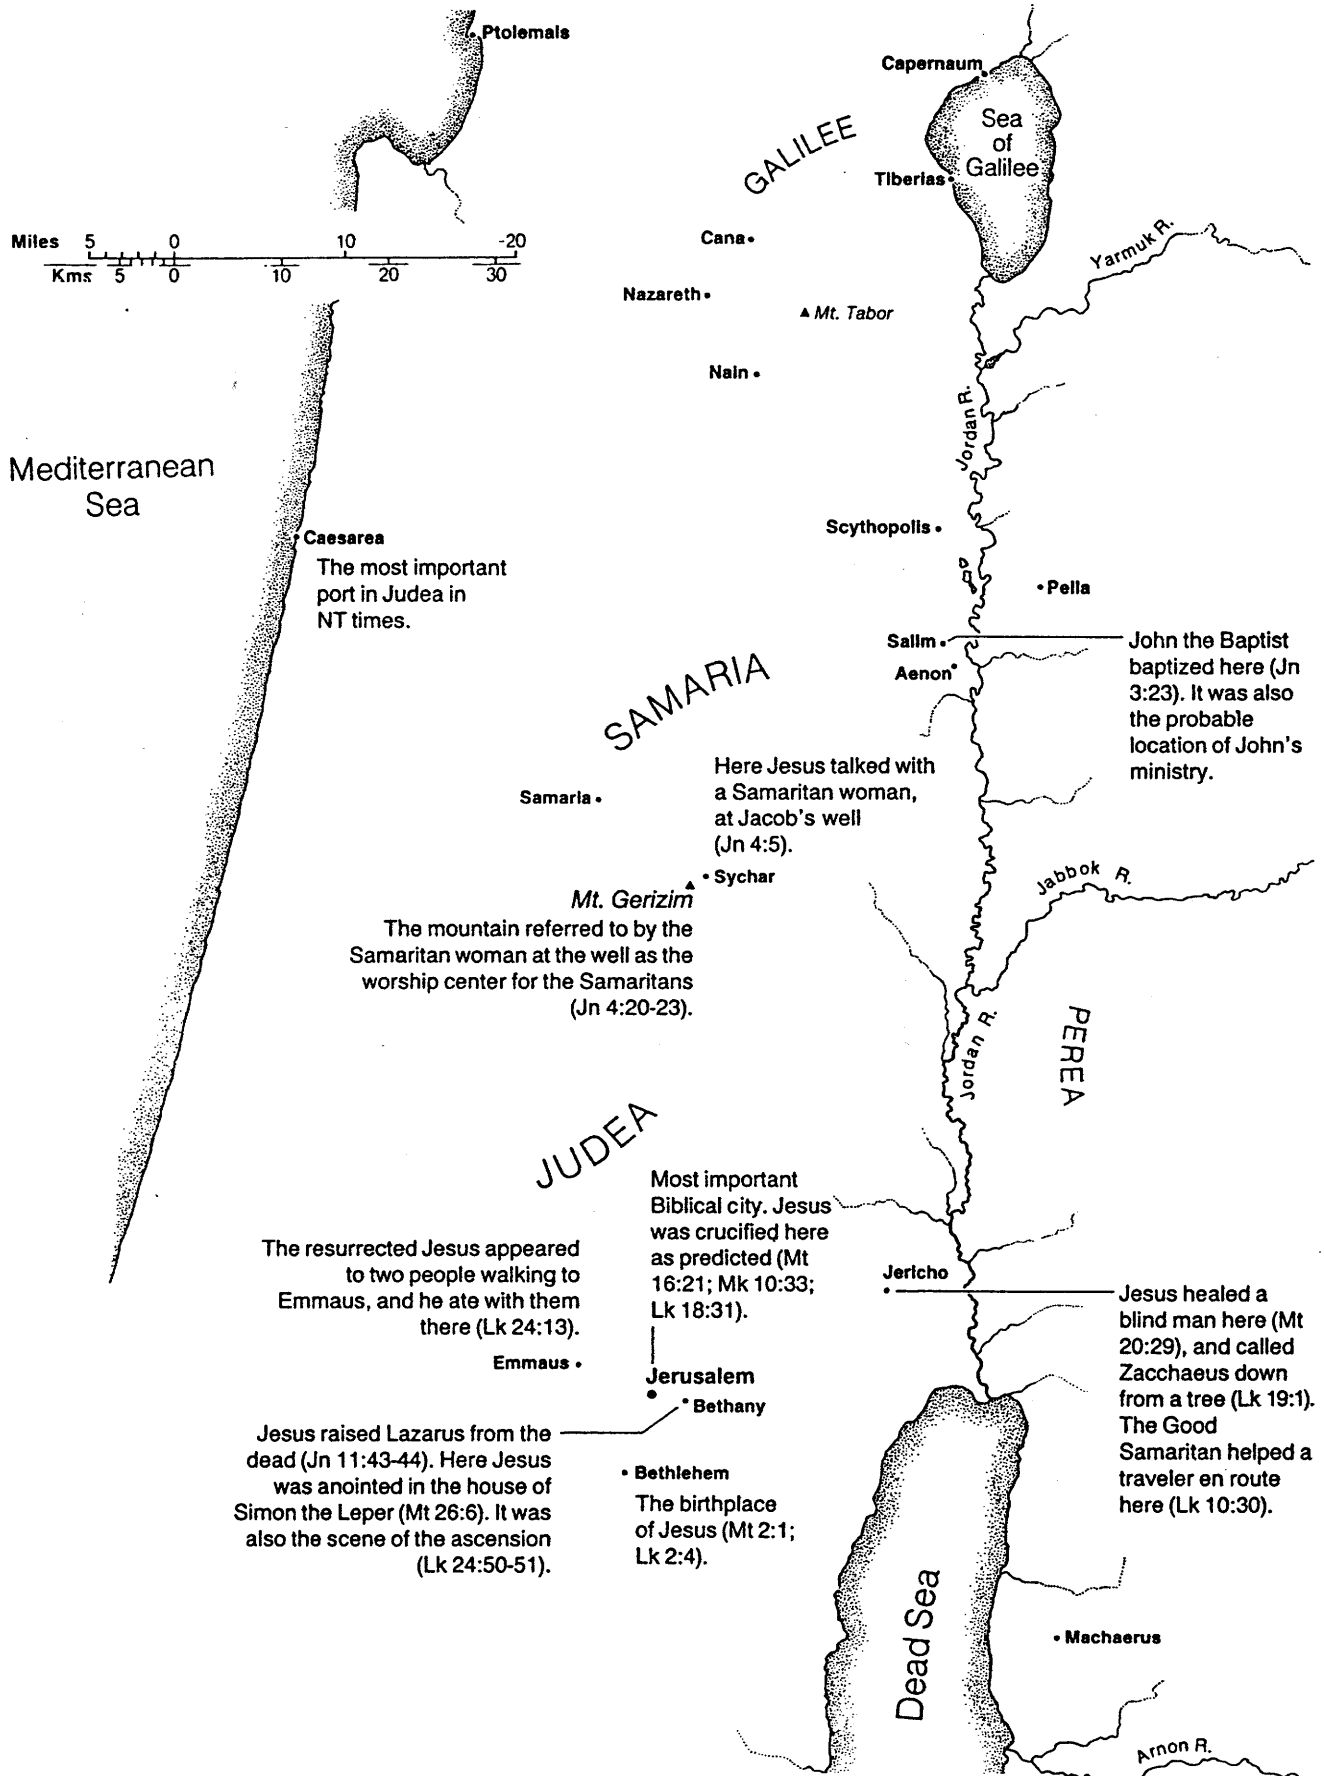 Ptolemais
Capernaum
Sea
of
Galilee
GALILEE
Tiberias
Miles 5 0 10 -20
Kms 5 0 10 20 30
Cana
Yarmuk R.
Nazareth
Mt. Tabor
Nain
Jordan R.
Mediterranean
Sea
Scythopolis
Caesarea
The most important
port in Judea in
NT times.
Pella
Salim
Aenon
John the Baptist
baptized here (Jn
3:23). It was also
the probable
location of John's
ministry.
SAMARIA
Here Jesus talked with
a Samaritan woman,
at Jacob's well
(Jn 4:5).
Samaria
Sychar
Mt. Gerizim
The mountain referred to by the
Samaritan woman at the well as the
worship center for the Samaritans
(Jn 4:20-23).
Jabbok R.
Jordan R.
PEREA
JUDEA
Most important
Biblical city. Jesus
was crucified here
as predicted (Mt
16:21; Mk 10:33;
Lk 18:31).
The resurrected Jesus appeared
to two people walking to
Emmaus, and he ate with them
there (Lk 24:13).
Emmaus
Jerusalem
Bethany
Jericho
Jesus healed a
blind man here (Mt
20:29), and called
Zacchaeus down
from a tree (Lk 19:1).
The Good
Samaritan helped a
traveler en route
here (Lk 10:30).
Jesus raised Lazarus from the
dead (Jn 11:43-44). Here Jesus
was anointed in the house of
Simon the Leper (Mt 26:6). It was
also the scene of the ascension
(Lk 24:50-51).
Bethlehem
The birthplace
of Jesus (Mt 2:1;
Lk 2:4).
Dead Sea
Machaerus
Arnon R.